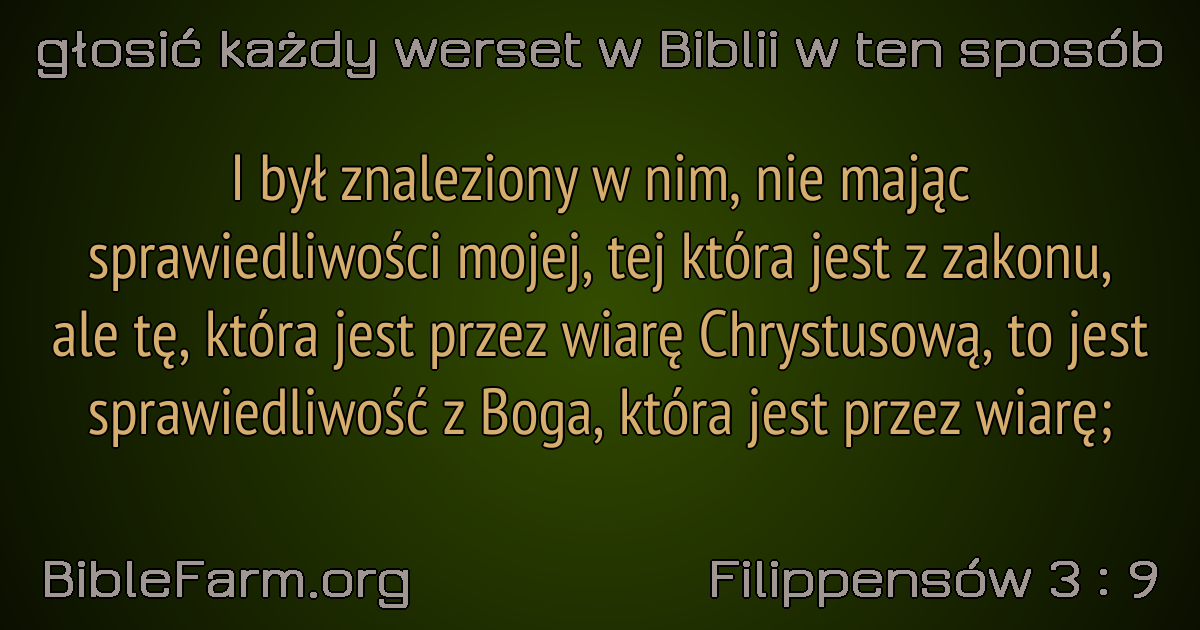 głosić każdy werset w Biblii w ten sposób
I był znaleziony w nim, nie mając
sprawiedliwości mojej, tej która jest z zakonu,
ale tę, która jest przez wiarę Chrystusową, to jest
sprawiedliwość z Boga, która jest przez wiarę;
BibleFarm.org
Filippensów 3 : 9